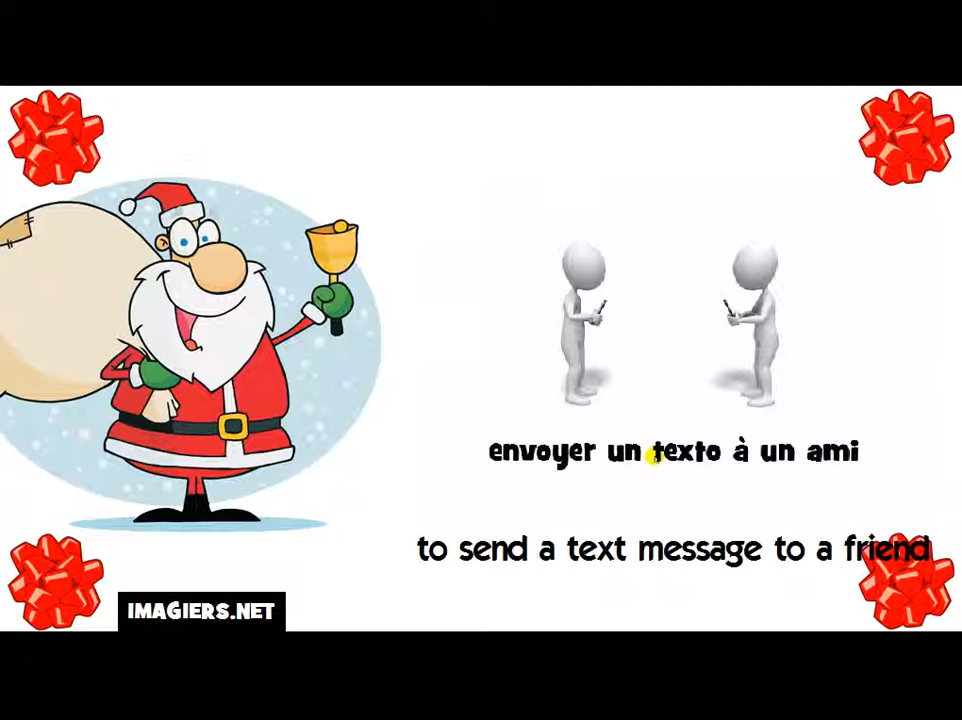 envoyer un texto à un ami
to send a text message to a friend
IMAGIERS.NET